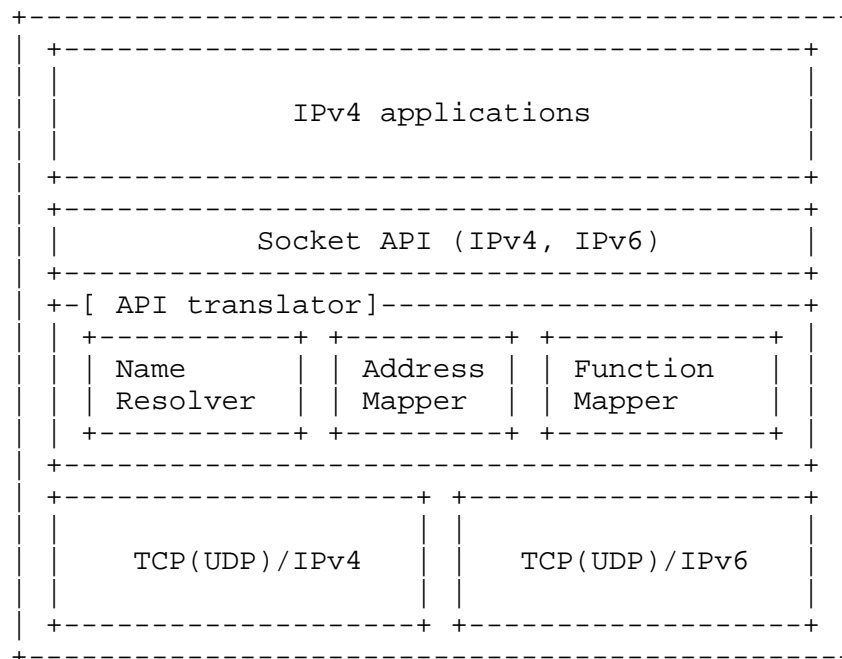 IPv4 applications
Socket API (IPv4, IPv6)
[ API translator]
Name Address Function
Resolver Mapper Mapper
TCP(UDP)/IPv4 TCP(UDP)/IPv6